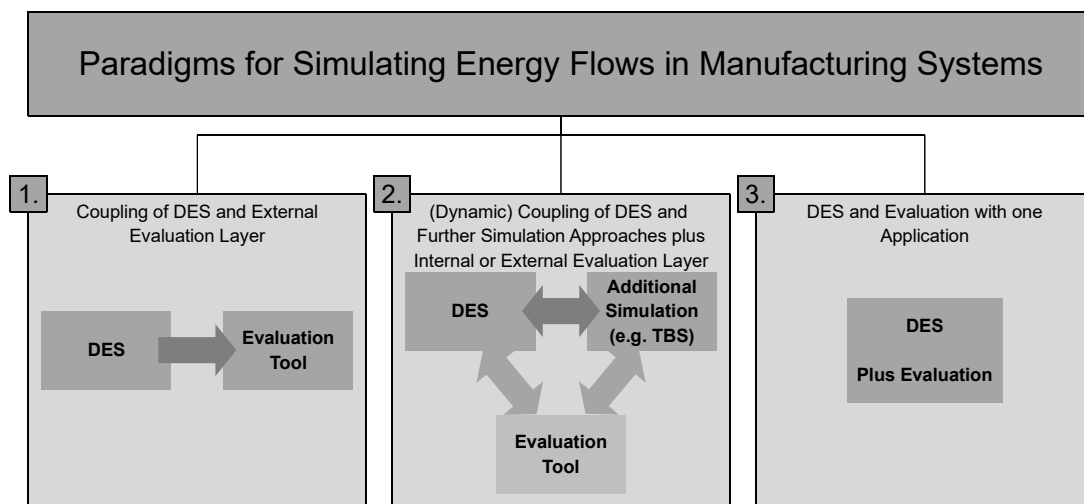 Paradigms for Simulating Energy Flows in Manufacturing Systems
1.
Coupling of DES and External
Evaluation Layer
DES
Evaluation
Tool
2.
(Dynamic) Coupling of DES and
Further Simulation Approaches plus
Internal or External Evaluation Layer
DES
Additional
Simulation
(e.g. TBS)
Evaluation
Tool
3.
DES and Evaluation with one
Application
DES
Plus Evaluation